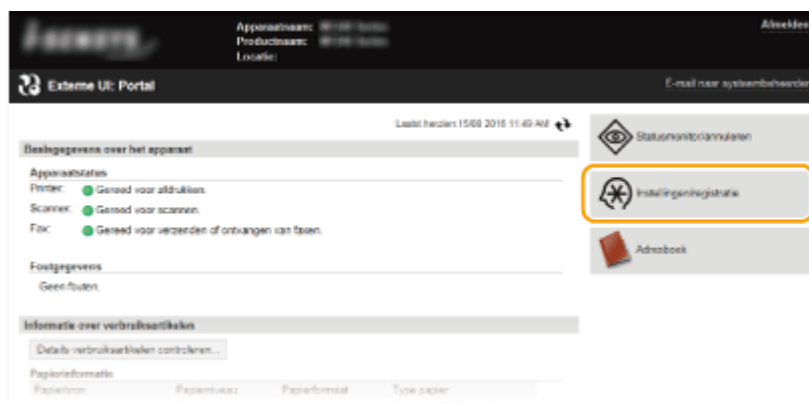 i-SENSYS
Apparaatnaam:
Productnaam:
Locatie:
Afmelden
Externe UI: Portal
E-mail naar systeembeheerder
Laatst herzien: 15/08 2016 11:49 AM
Basisgegevens over het apparaat
Apparaatstatus
Printer: Gereed voor afdrukken.
Scanner: Gereed voor scannen.
Fax: Gereed voor verzenden of ontvangen van faxen.
Foutgegevens
Geen fouten.
Informatie over verbruiksartikelen
Details verbruiksartikelen controleren...
Papierinformatie
Papierbron Papierniveau Papierformaat Type papier
Statusmonitor/annuleren
Instellingen/registratie
Adresboek